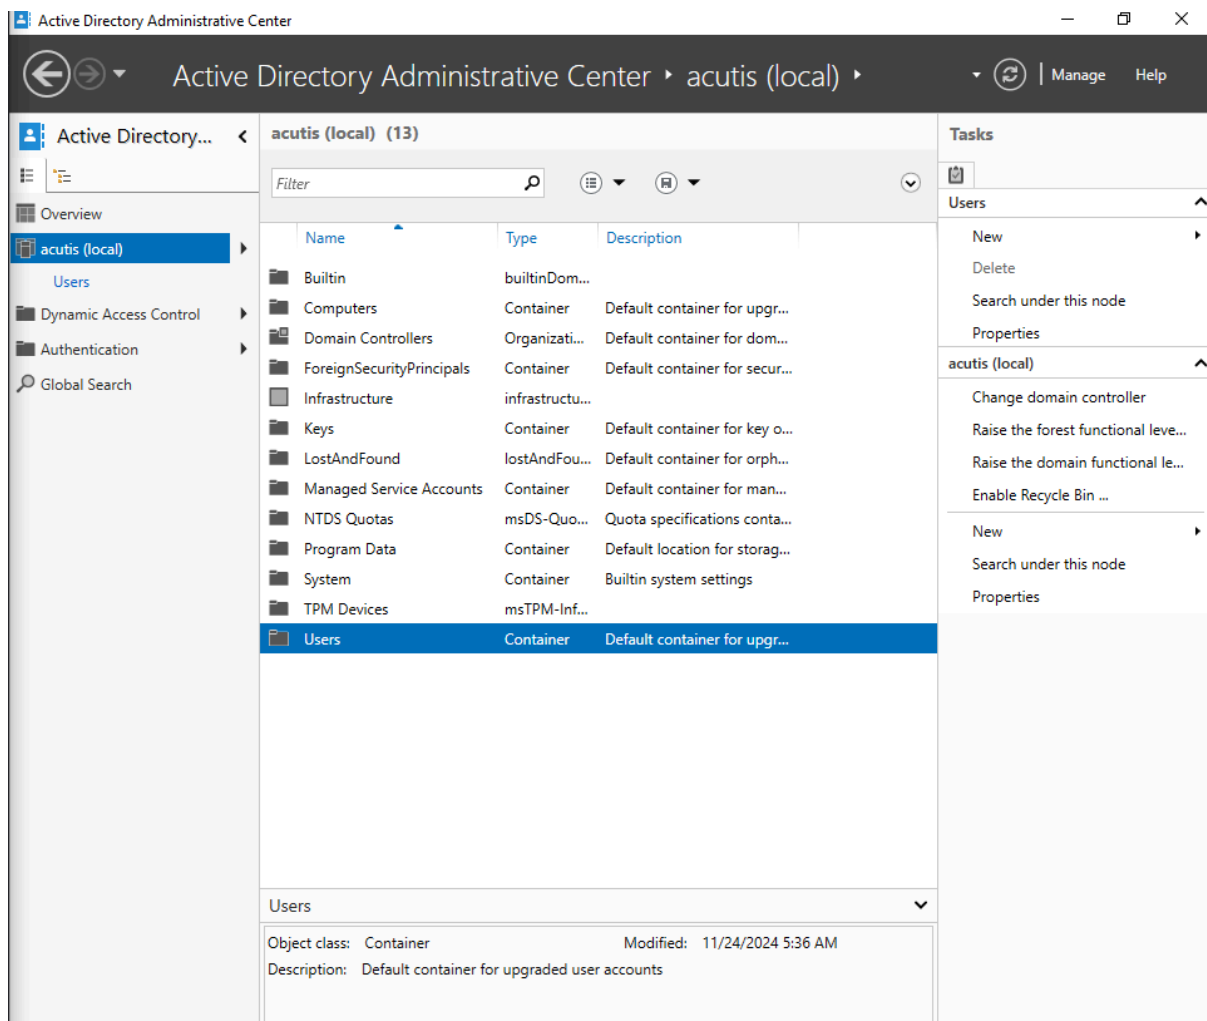 Active Directory Administrative Center
Active Directory Administrative Center • acutis (local) •
Manage Help
Active Directory...
Overview
acutis (local)
Users
Dynamic Access Control
Authentication
Global Search
acutis (local) (13)
Filter
Name Type Description
Builtin builtinDom...
Computers Container Default container for upgr...
Domain Controllers Organizati... Default container for dom...
ForeignSecurityPrincipals Container Default container for secur...
Infrastructure infrastructu...
Keys Container Default container for key o...
LostAndFound lostAndFou... Default container for orph...
Managed Service Accounts Container Default container for man...
NTDS Quotas msDS-Quo... Quota specifications conta...
Program Data Container Default location for storag...
System Container Builtin system settings
TPM Devices msTPM-Inf...
Users Container Default container for upgr...
Users
Object class: Container Modified: 11/24/2024 5:36 AM
Description: Default container for upgraded user accounts
Tasks
Users
New
Delete
Search under this node
Properties
acutis (local)
Change domain controller
Raise the forest functional leve...
Raise the domain functional le...
Enable Recycle Bin ...
New
Search under this node
Properties